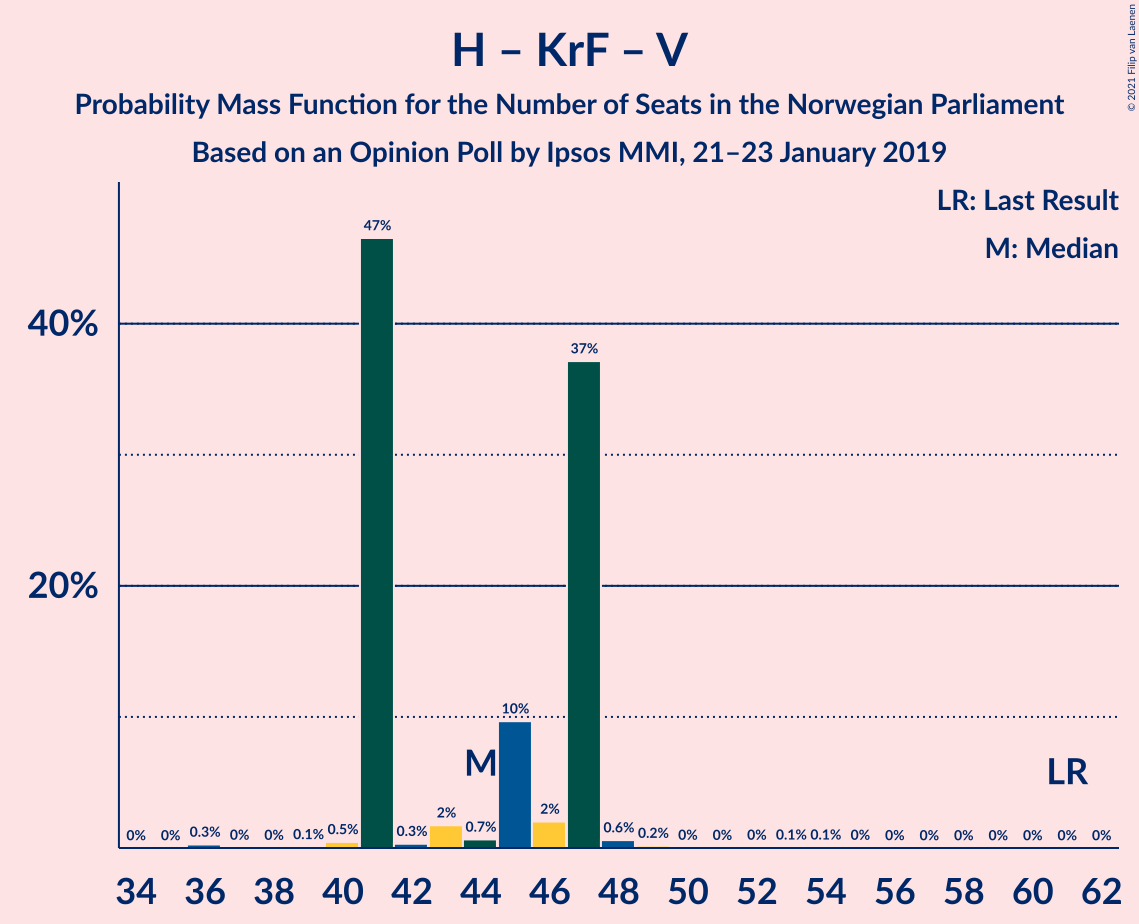 H – KrF – V
Probability Mass Function for the Number of Seats in the Norwegian Parliament
Based on an Opinion Poll by Ipsos MMI, 21–23 January 2019
© 2021 Filip van Laenen
LR: Last Result
M: Median
40%
20%
0% 0% 0.3% 0% 0% 0.1% 0.5% 47% 0.3% 2% 0.7% 10% 2% 37% 0.6% 0.2% 0% 0% 0% 0.1% 0.1% 0% 0% 0% 0% 0% 0% 0% 0%
M
LR
34 36 38 40 42 44 46 48 50 52 54 56 58 60 62